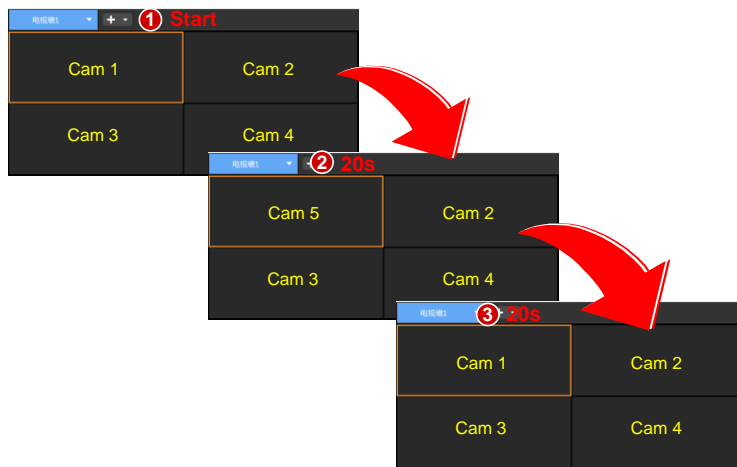 电视墙1 + 1 Start
Cam 1 Cam 2
Cam 3 Cam 4
电视墙1 2 20s
Cam 5 Cam 2
Cam 3 Cam 4
电视墙1 3 20s
Cam 1 Cam 2
Cam 3 Cam 4